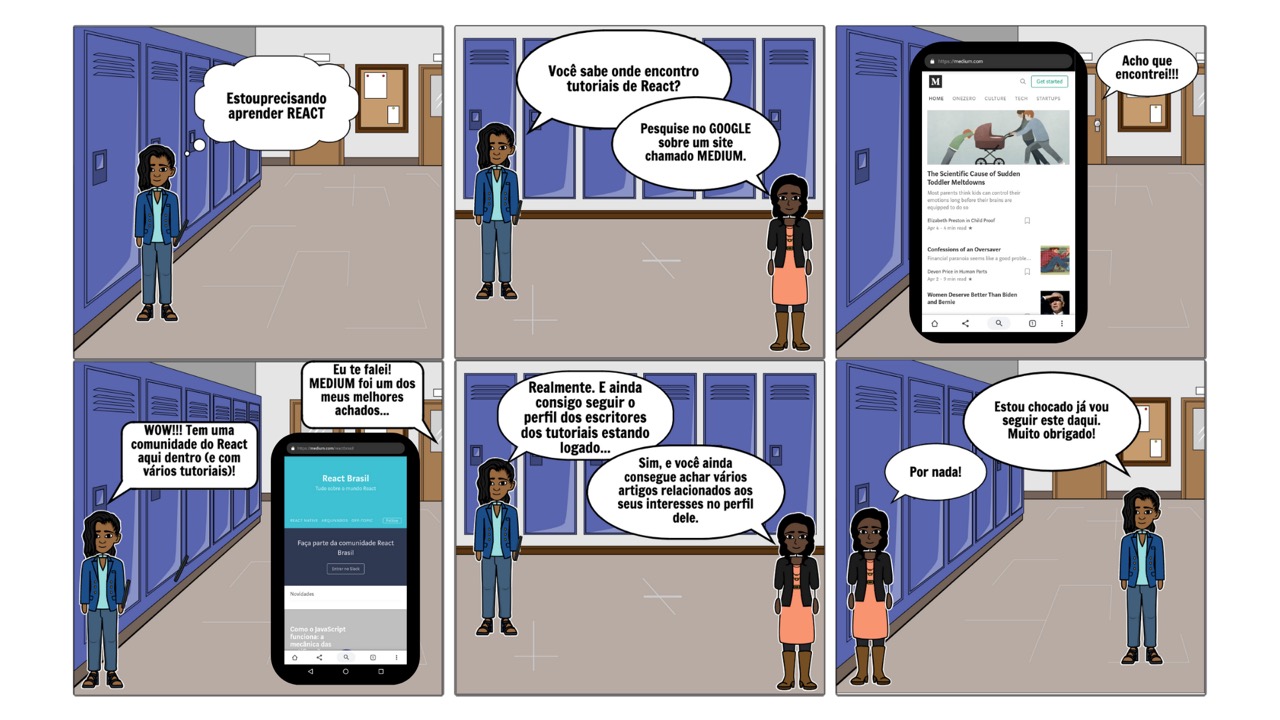 Estouprecisando
aprender REACT
Você sabe onde encontro
tutoriais de React?
Pesquise no GOOGLE
sobre um site
chamado MEDIUM.
Acho que
encontrei!!!
https://medium.com
M
Get started
HOME ONEZERO CULTURE TECH STARTUPS
The Scientific Cause of Sudden
Toddler Meltdowns
Most parents think kids can control their
emotions long before their brains are
equipped to do so
Elizabeth Preston in Child Proof
Apr 4 - 4 min read ★
Confessions of an Oversaver
Financial paranoia seems like a good proble...
Devon Price in Human Parts
Apr 2 - 9 min read ★
Women Deserve Better Than Biden
and Bernie
WOW!!! Tem uma
comunidade do React
aqui dentro (e com
vários tutoriais)!
Eu te falei!
MEDIUM foi um dos
meus melhores
achados...
https://medium.com/reactbrasil
React Brasil
Tudo sobre o mundo React
Faça parte da comunidade React
Brasil
Entrar no Slack
Novidades
Como o JavaScript
funciona: a
mecânica das
Realmente. E ainda
consigo seguir o
perfil dos escritores
dos tutoriais estando
logado...
Sim, e você ainda
consegue achar vários
artigos relacionados aos
seus interesses no perfil
dele.
Por nada!
Estou chocado já vou
seguir este daqui.
Muito obrigado!